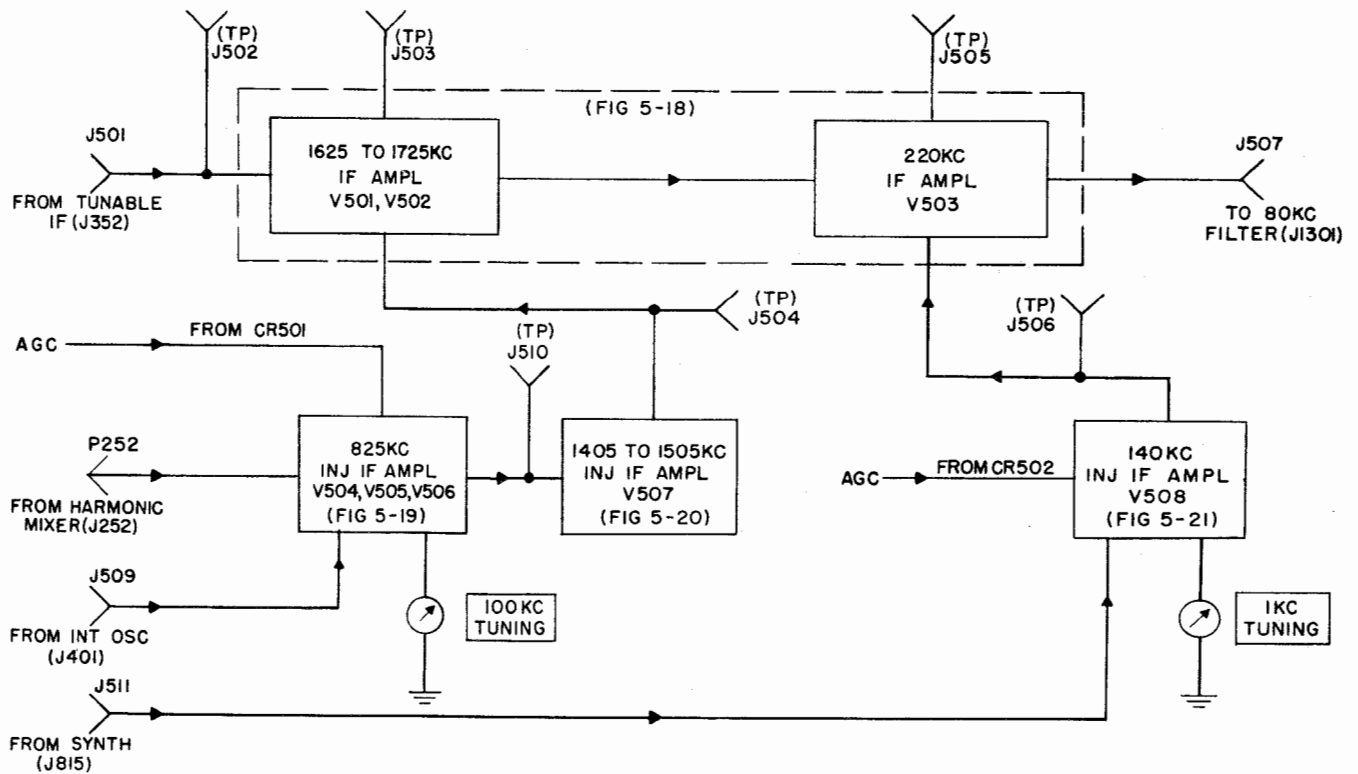 (TP)
J502
(TP)
J503
(TP)
J505
(FIG 5-18)
J501
FROM TUNABLE
IF (J352)
1625 TO 1725KC
IF AMPL
V501, V502
220KC
IF AMPL
V503
J507
TO 80KC
FILTER (J1301)
(TP)
J504
(TP)
J506
AGC
FROM CR501
(TP)
J510
P252
FROM HARMONIC
MIXER (J252)
825KC
INJ IF AMPL
V504, V505, V506
(FIG 5-19)
1405 TO 1505KC
INJ IF AMPL
V507
(FIG 5-20)
AGC
FROM CR502
140KC
INJ IF AMPL
V508
(FIG 5-21)
J509
FROM INT OSC
(J401)
100KC
TUNING
1KC
TUNING
J511
FROM SYNTH
(J815)